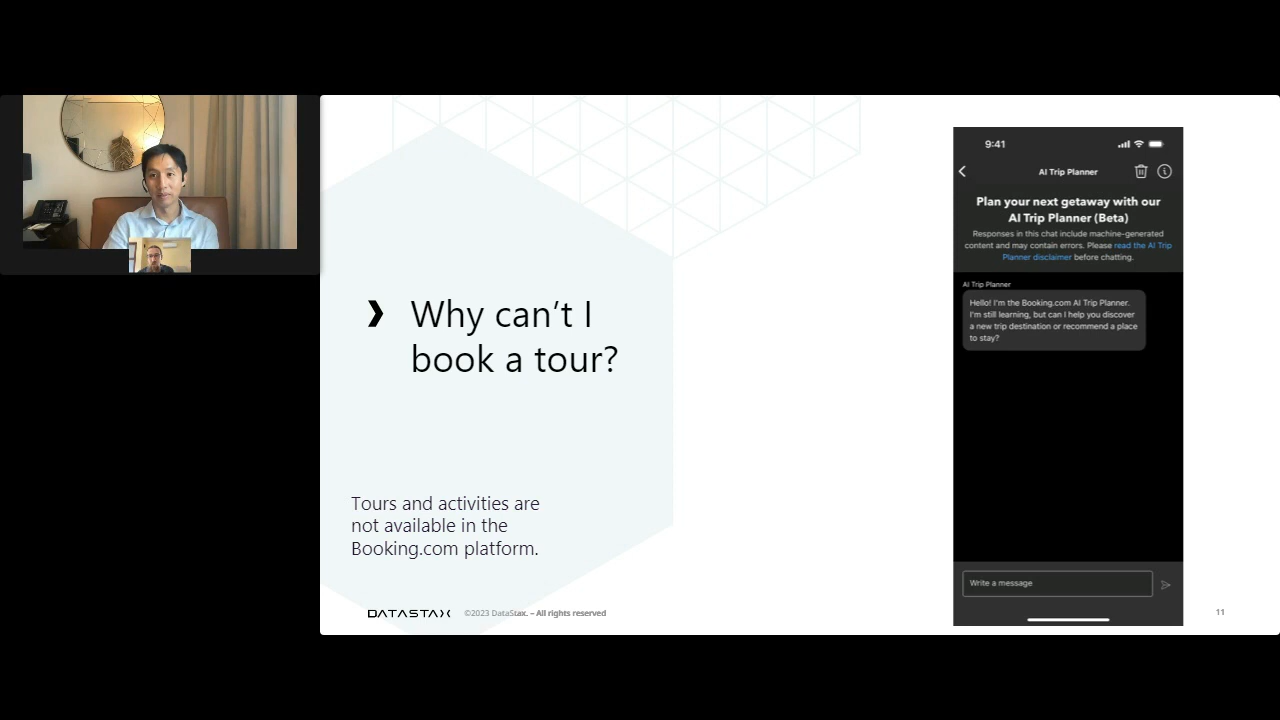 ❯ Why can't I
book a tour?
Tours and activities are
not available in the
Booking.com platform.
DATASTAX ©2023 DataStax. – All rights reserved
9:41
AI Trip Planner
Plan your next getaway with our
AI Trip Planner (Beta)
Responses in this chat include machine-generated
content and may contain errors. Please read the AI Trip
Planner disclaimer before chatting.
AI Trip Planner
Hello! I'm the Booking.com AI Trip Planner.
I'm still learning, but can I help you discover
a new trip destination or recommend a place
to stay?
Write a message
11